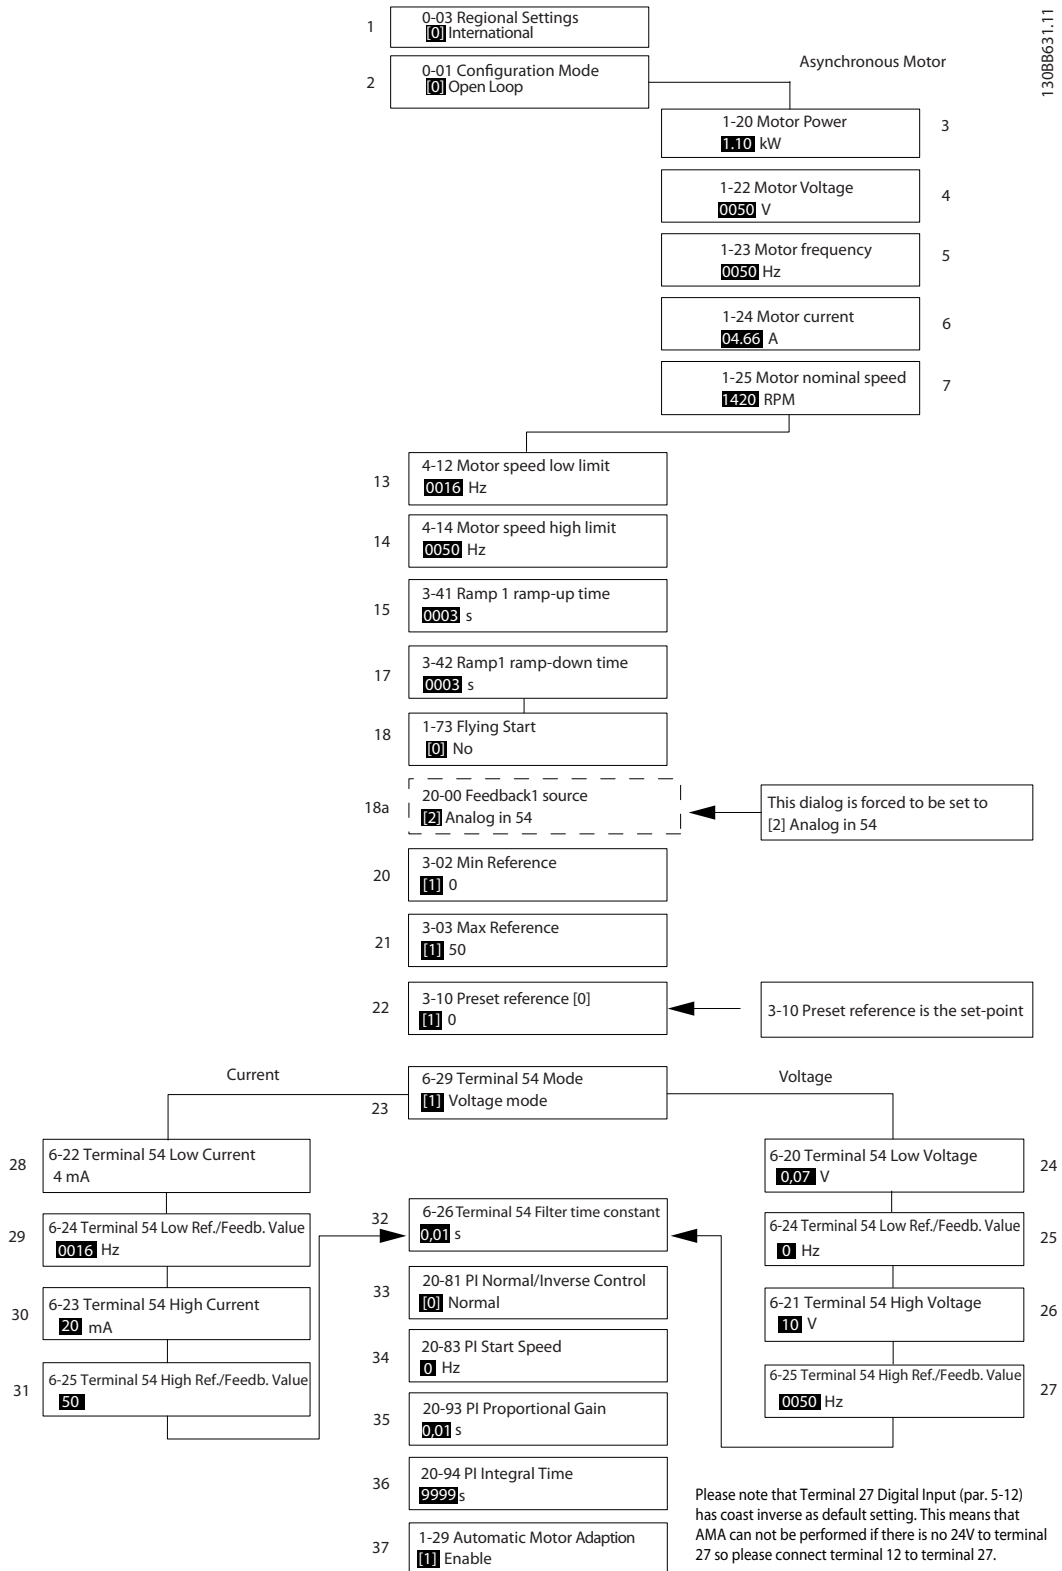 130BB631.11
1
0-03 Regional Settings
[0] International
2
0-01 Configuration Mode
[0] Open Loop
Asynchronous Motor
1-20 Motor Power
1.10 kW
3
1-22 Motor Voltage
0050 V
4
1-23 Motor frequency
0050 Hz
5
1-24 Motor current
04.66 A
6
1-25 Motor nominal speed
1420 RPM
7
13
4-12 Motor speed low limit
0016 Hz
14
4-14 Motor speed high limit
0050 Hz
15
3-41 Ramp 1 ramp-up time
0003 s
17
3-42 Ramp1 ramp-down time
0003 s
18
1-73 Flying Start
[0] No
18a
20-00 Feedback1 source
[2] Analog in 54
This dialog is forced to be set to
[2] Analog in 54
20
3-02 Min Reference
[1] 0
21
3-03 Max Reference
[1] 50
22
3-10 Preset reference [0]
[1] 0
3-10 Preset reference is the set-point
Current
23
6-29 Terminal 54 Mode
[1] Voltage mode
Voltage
28
6-22 Terminal 54 Low Current
4 mA
29
6-24 Terminal 54 Low Ref./Feedb. Value
0016 Hz
30
6-23 Terminal 54 High Current
20 mA
31
6-25 Terminal 54 High Ref./Feedb. Value
50
6-20 Terminal 54 Low Voltage
0,07 V
24
6-24 Terminal 54 Low Ref./Feedb. Value
0 Hz
25
6-21 Terminal 54 High Voltage
10 V
26
6-25 Terminal 54 High Ref./Feedb. Value
0050 Hz
27
32
6-26 Terminal 54 Filter time constant
0,01 s
33
20-81 PI Normal/Inverse Control
[0] Normal
34
20-83 PI Start Speed
0 Hz
35
20-93 PI Proportional Gain
0,01 s
36
20-94 PI Integral Time
9999 s
37
1-29 Automatic Motor Adaption
[1] Enable
Please note that Terminal 27 Digital Input (par. 5-12)
has coast inverse as default setting. This means that
AMA can not be performed if there is no 24V to terminal
27 so please connect terminal 12 to terminal 27.